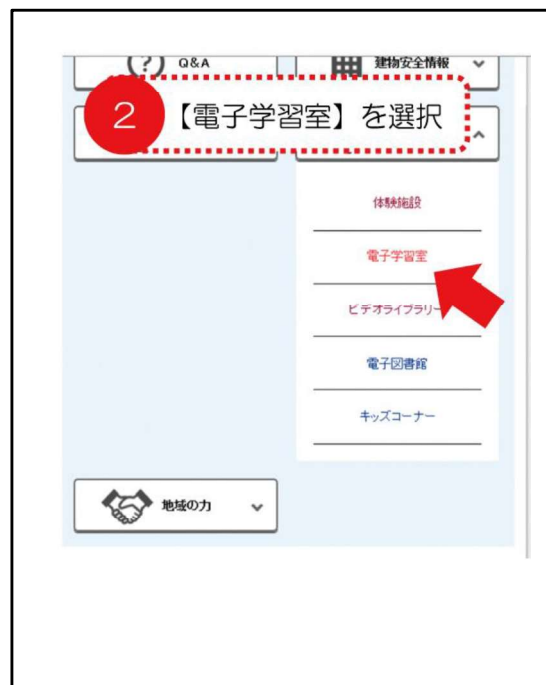 Q&A
建物安全情報
2 【電子学習室】を選択
体験施設
電子学習室
ビデオライブラリー
電子図書館
キッズコーナー
地域の力